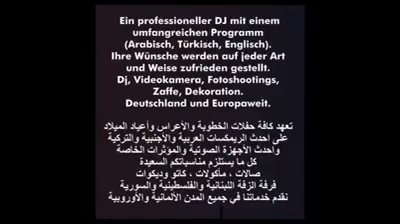 Ein professioneller DJ mit einem
umfangreichen Programm
(Arabisch, Türkisch, Englisch).
Ihre Wünsche werden auf jeder Art
und Weise zufrieden gestellt.
Dj, Videokamera, Fotoshootings,
Zaffe, Dekoration.
Deutschland und Europaweit.
تعهد كافة حفلات الخطوبة والأعراس وأعياد الميلاد
على احدث الريمكسات العربية والأجنبية والتركية
واحدث الأجهزة الصوتية والمؤثرات الخاصة
كل ما يستلزم مناسباتكم السعيدة
صالات ، مأكولات ، كاتو وديكوات
فرقة الزفة اللبنانية والفلسطينية والسورية
نقدم خدماتنا في جميع المدن الألمانية والأوروبية